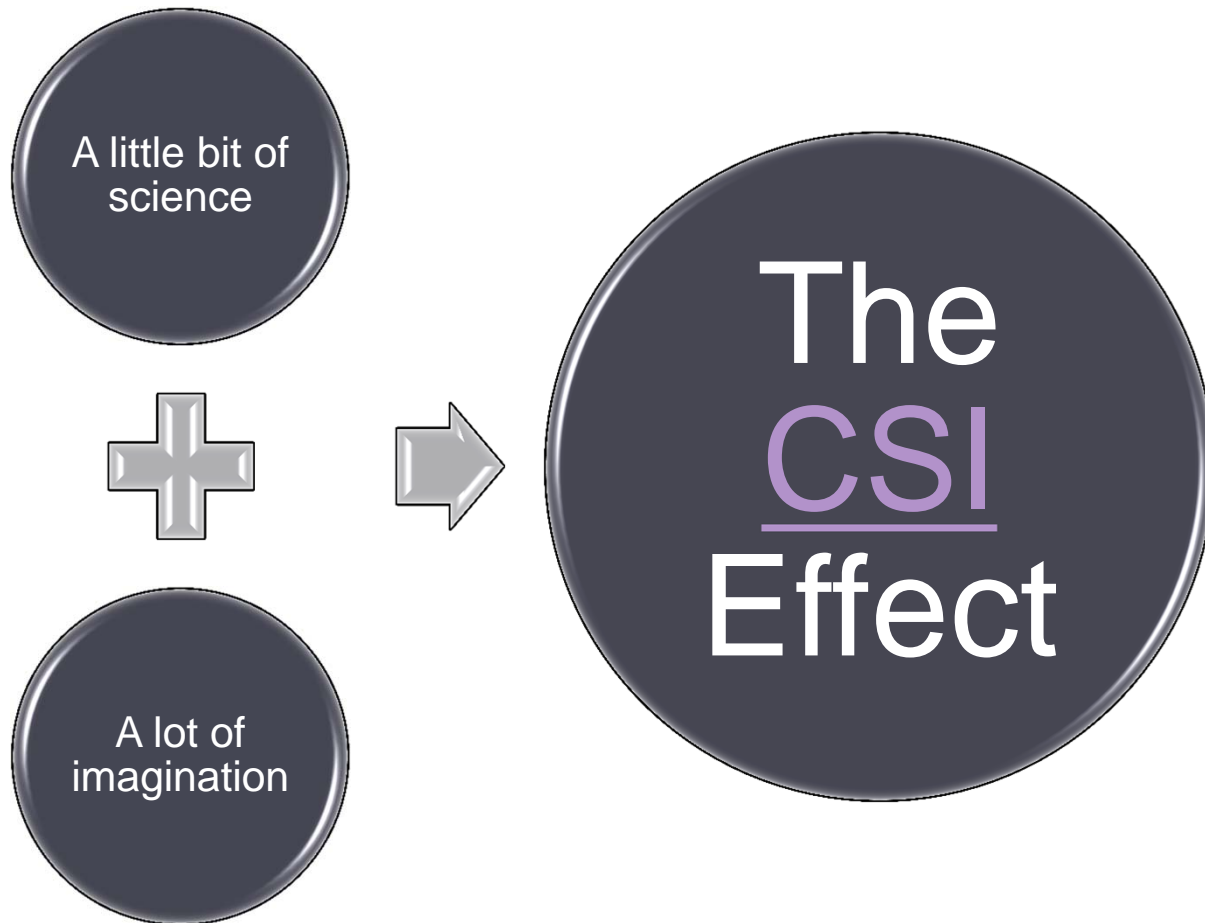 A little bit of
science
A lot of
imagination
The
CSI
Effect